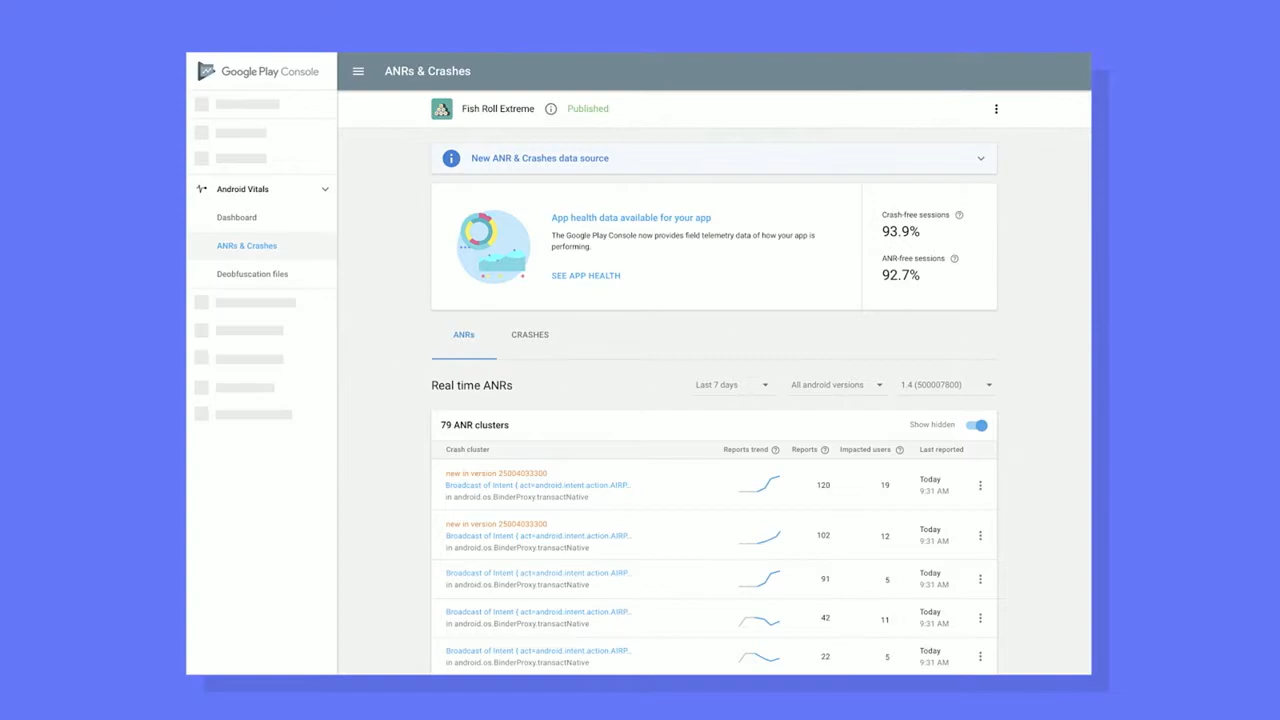 Google Play Console
ANRs & Crashes
Fish Roll Extreme
Published
Android Vitals
Dashboard
ANRs & Crashes
Deobfuscation files
New ANR & Crashes data source
App health data available for your app
The Google Play Console now provides field telemetry data of how your app is
performing.
SEE APP HEALTH
Crash-free sessions
93.9%
ANR-free sessions
92.7%
ANRs
CRASHES
Real time ANRs
Last 7 days
All android versions
1.4 (500007800)
79 ANR clusters
Show hidden
Crash cluster
Reports trend
Reports
Impacted users
Last reported
new in version 25004033300
Broadcast of Intent { act=android.intent.action.AIRP...
in android.os.BinderProxy.transactNative
120
19
Today
9:31 AM
new in version 25004033300
Broadcast of Intent { act=android.intent.action.AIRP...
in android.os.BinderProxy.transactNative
102
12
Today
9:31 AM
Broadcast of Intent { act=android.intent.action.AIRP...
in android.os.BinderProxy.transactNative
91
5
Today
9:31 AM
Broadcast of Intent { act=android.intent.action.AIRP...
in android.os.BinderProxy.transactNative
42
11
Today
9:31 AM
Broadcast of Intent { act=android.intent.action.AIRP...
in android.os.BinderProxy.transactNative
22
5
Today
9:31 AM